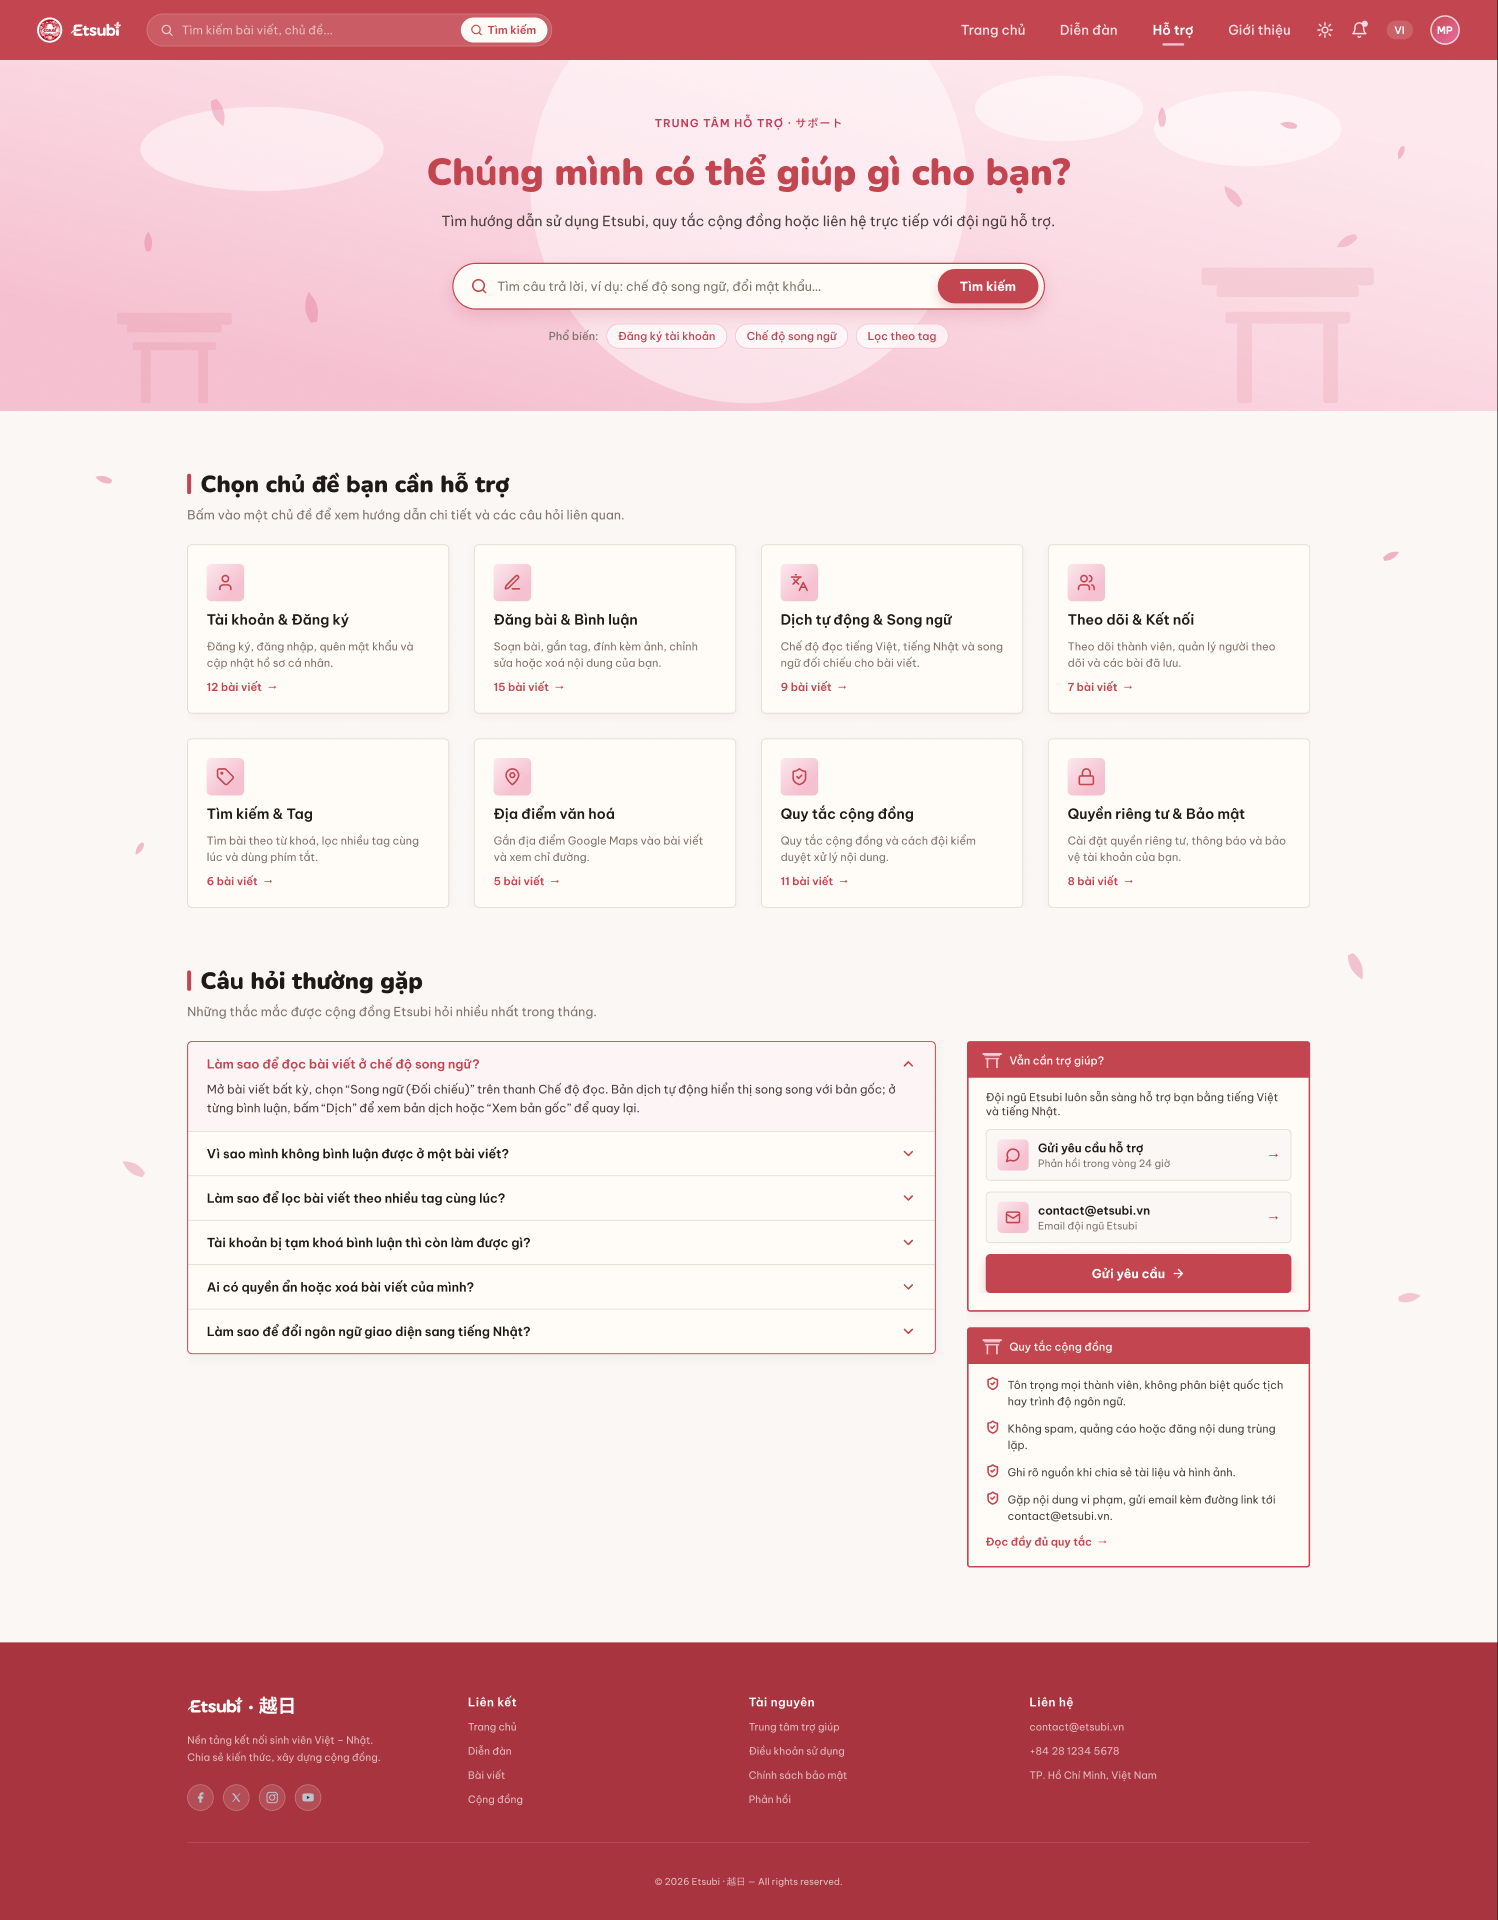 Etsubi
Tìm kiếm bài viết, chủ đề...
Tìm kiếm
Trang chủ
Diễn đàn
Hỗ trợ
Giới thiệu
VI
MP
TRUNG TÂM HỖ TRỢ · サポート
Chúng mình có thể giúp gì cho bạn?
Tìm hướng dẫn sử dụng Etsubi, quy tắc cộng đồng hoặc liên hệ trực tiếp với đội ngũ hỗ trợ.
Tìm câu trả lời, ví dụ: chế độ song ngữ, đổi mật khẩu...
Tìm kiếm
Phổ biến:
Đăng ký tài khoản
Chế độ song ngữ
Lọc theo tag
Chọn chủ đề bạn cần hỗ trợ
Bấm vào một chủ đề để xem hướng dẫn chi tiết và các câu hỏi liên quan.
Tài khoản & Đăng ký
Đăng ký, đăng nhập, quên mật khẩu và
cập nhật hồ sơ cá nhân.
12 bài viết →
Đăng bài & Bình luận
Soạn bài, gắn tag, đính kèm ảnh, chỉnh
sửa hoặc xoá nội dung của bạn.
15 bài viết →
Dịch tự động & Song ngữ
Chế độ đọc tiếng Việt, tiếng Nhật và song
ngữ đối chiếu cho bài viết.
9 bài viết →
Theo dõi & Kết nối
Theo dõi thành viên, quản lý người theo
dõi và các bài đã lưu.
7 bài viết →
Tìm kiếm & Tag
Tìm bài theo từ khoá, lọc nhiều tag cùng
lúc và dùng phím tắt.
6 bài viết →
Địa điểm văn hoá
Gắn địa điểm Google Maps vào bài viết
và xem chỉ đường.
5 bài viết →
Quy tắc cộng đồng
Quy tắc cộng đồng và cách đội kiểm
duyệt xử lý nội dung.
11 bài viết →
Quyền riêng tư & Bảo mật
Cài đặt quyền riêng tư, thông báo và bảo
vệ tài khoản của bạn.
8 bài viết →
Câu hỏi thường gặp
Những thắc mắc được cộng đồng Etsubi hỏi nhiều nhất trong tháng.
Làm sao để đọc bài viết ở chế độ song ngữ?
Mở bài viết bất kỳ, chọn “Song ngữ (Đối chiếu)” trên thanh Chế độ đọc. Bản dịch tự động hiển thị song song với bản gốc; ở
từng bình luận, bấm “Dịch” để xem bản dịch hoặc “Xem bản gốc” để quay lại.
Vì sao mình không bình luận được ở một bài viết?
Làm sao để lọc bài viết theo nhiều tag cùng lúc?
Tài khoản bị tạm khoá bình luận thì còn làm được gì?
Ai có quyền ẩn hoặc xoá bài viết của mình?
Làm sao để đổi ngôn ngữ giao diện sang tiếng Nhật?
Vẫn cần trợ giúp?
Đội ngũ Etsubi luôn sẵn sàng hỗ trợ bạn bằng tiếng Việt
và tiếng Nhật.
Gửi yêu cầu hỗ trợ
Phản hồi trong vòng 24 giờ
→
contact@etsubi.vn
Email đội ngũ Etsubi
→
Gửi yêu cầu →
Quy tắc cộng đồng
Tôn trọng mọi thành viên, không phân biệt quốc tịch
hay trình độ ngôn ngữ.
Không spam, quảng cáo hoặc đăng nội dung trùng
lặp.
Ghi rõ nguồn khi chia sẻ tài liệu và hình ảnh.
Gặp nội dung vi phạm, gửi email kèm đường link tới
contact@etsubi.vn.
Đọc đầy đủ quy tắc →
Etsubi · 越日
Nền tảng kết nối sinh viên Việt – Nhật.
Chia sẻ kiến thức, xây dựng cộng đồng.
Liên kết
Trang chủ
Diễn đàn
Bài viết
Cộng đồng
Tài nguyên
Trung tâm trợ giúp
Điều khoản sử dụng
Chính sách bảo mật
Phản hồi
Liên hệ
contact@etsubi.vn
+84 28 1234 5678
TP. Hồ Chí Minh, Việt Nam
© 2026 Etsubi · 越日 — All rights reserved.